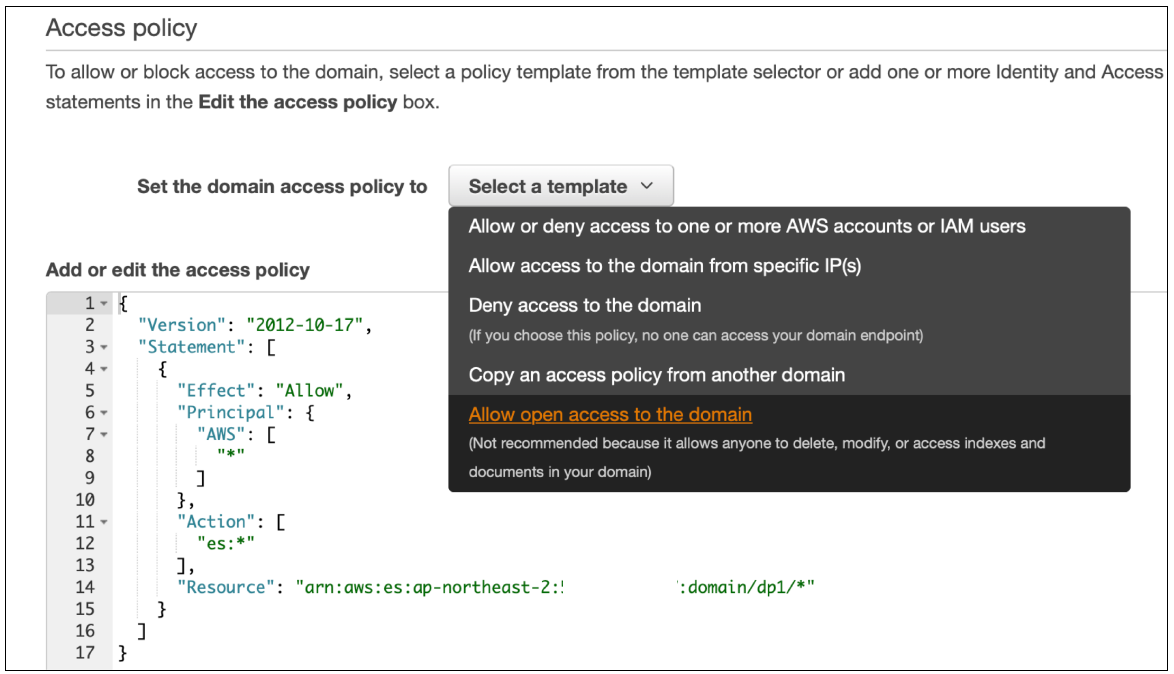 Access policy
To allow or block access to the domain, select a policy template from the template selector or add one or more Identity and Access
statements in the Edit the access policy box.
Set the domain access policy to
Select a template
Allow or deny access to one or more AWS accounts or IAM users
Allow access to the domain from specific IP(s)
Deny access to the domain
(If you choose this policy, no one can access your domain endpoint)
Copy an access policy from another domain
Allow open access to the domain
(Not recommended because it allows anyone to delete, modify, or access indexes and
documents in your domain)
Add or edit the access policy
1 {
2 "Version": "2012-10-17",
3 "Statement": [
4 {
5 "Effect": "Allow",
6 "Principal": {
7 "AWS": [
8 "*"
9 ]
10 },
11 "Action": [
12 "es:*"
13 ],
14 "Resource": "arn:aws:es:ap-northeast-2: :domain/dp1/*"
15 }
16 ]
17 }